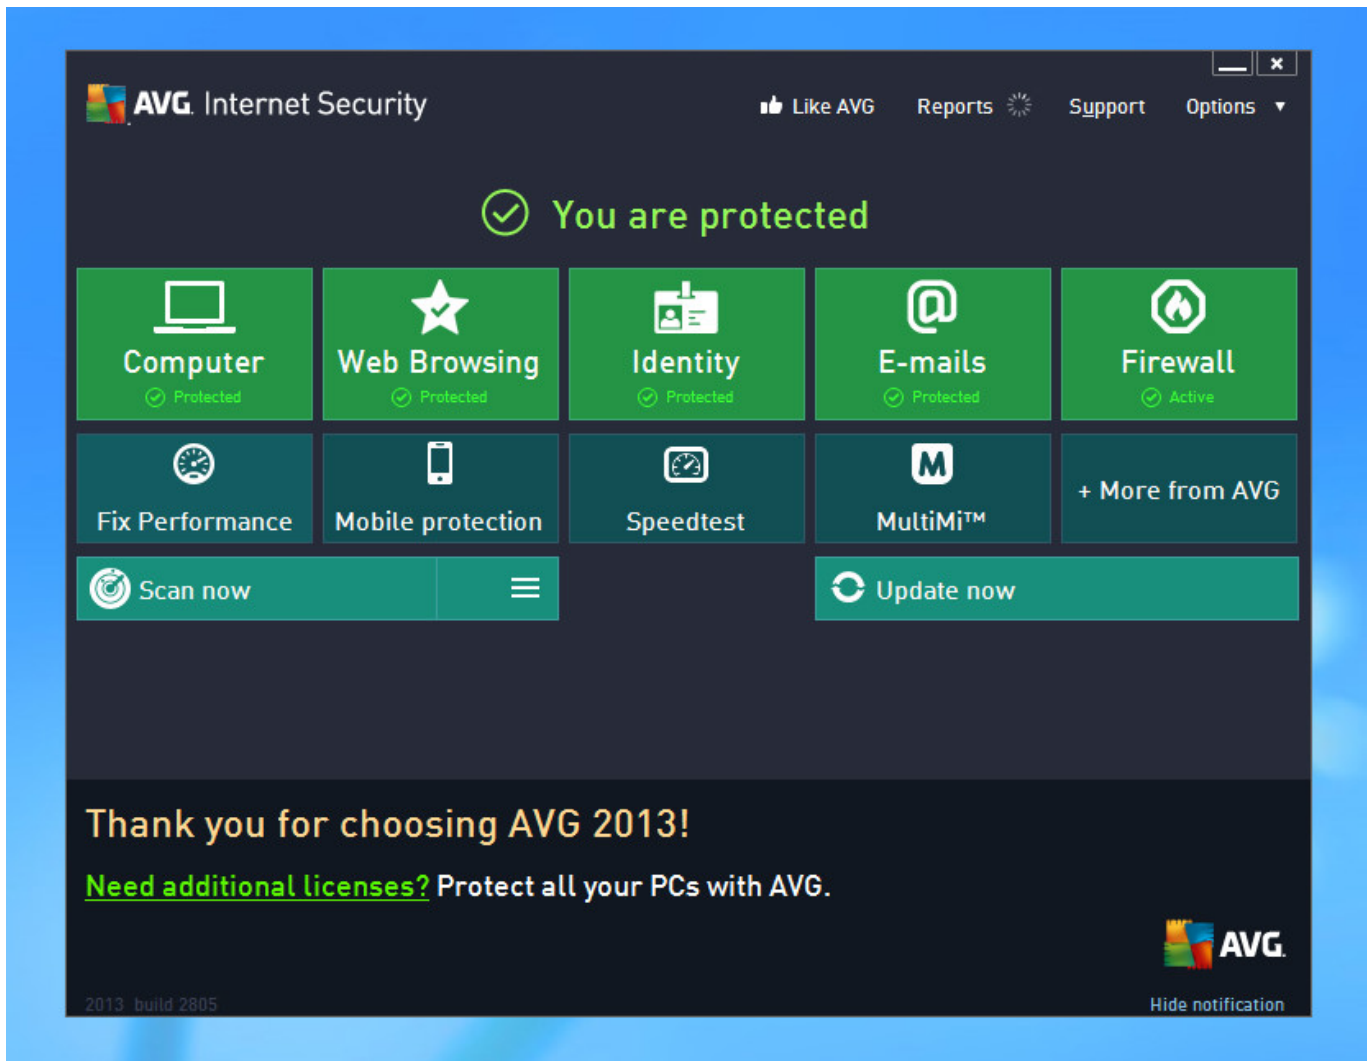 AVG. Internet Security
Like AVG Reports Support Options
You are protected
Computer
Protected
Web Browsing
Protected
Identity
Protected
E-mails
Protected
Firewall
Active
Fix Performance
Mobile protection
Speedtest
M
MultiMi™
+ More from AVG
Scan now
Update now
Thank you for choosing AVG 2013!
Need additional licenses? Protect all your PCs with AVG.
AVG.
2013 build 2805
Hide notification